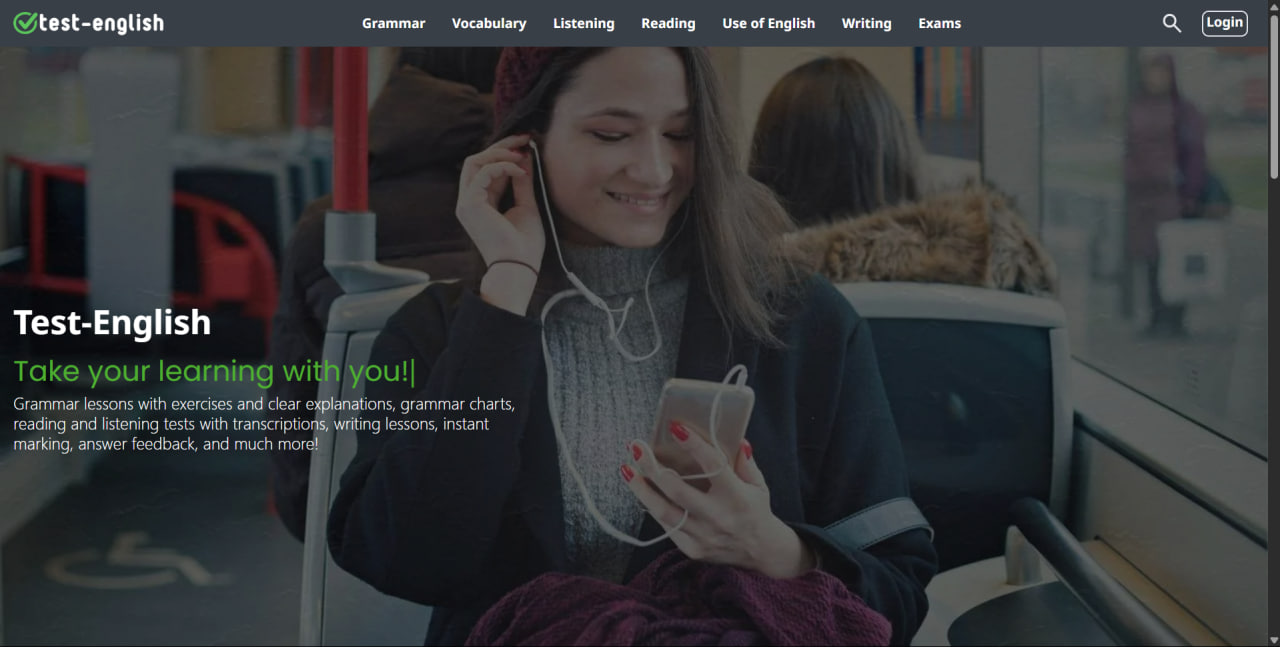 test-english
Grammar
Vocabulary
Listening
Reading
Use of English
Writing
Exams
Login
Test-English
Take your learning with you!|
Grammar lessons with exercises and clear explanations, grammar charts,
reading and listening tests with transcriptions, writing lessons, instant
marking, answer feedback, and much more!